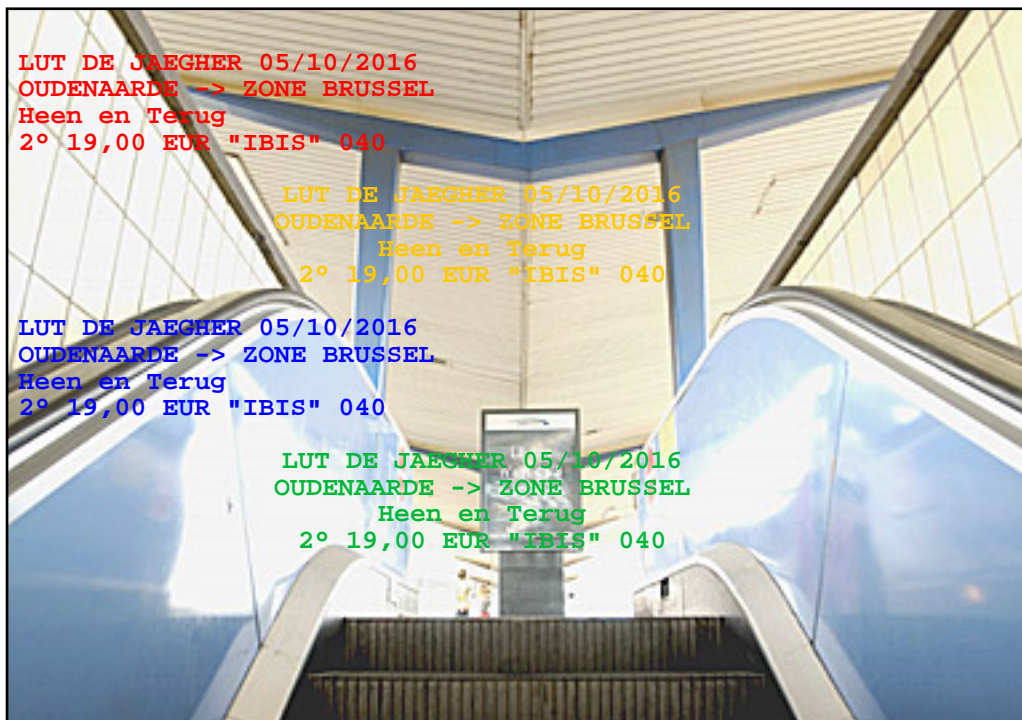 LUT DE JAEGHER 05/10/2016
OUDENAARDE -> ZONE BRUSSEL
Heen en Terug
2° 19,00 EUR "IBIS" 040
LUT DE JAEGHER 05/10/2016
OUDENAARDE -> ZONE BRUSSEL
Heen en Terug
2° 19,00 EUR "IBIS" 040
LUT DE JAEGHER 05/10/2016
OUDENAARDE -> ZONE BRUSSEL
Heen en Terug
2° 19,00 EUR "IBIS" 040
LUT DE JAEGHER 05/10/2016
OUDENAARDE -> ZONE BRUSSEL
Heen en Terug
2° 19,00 EUR "IBIS" 040